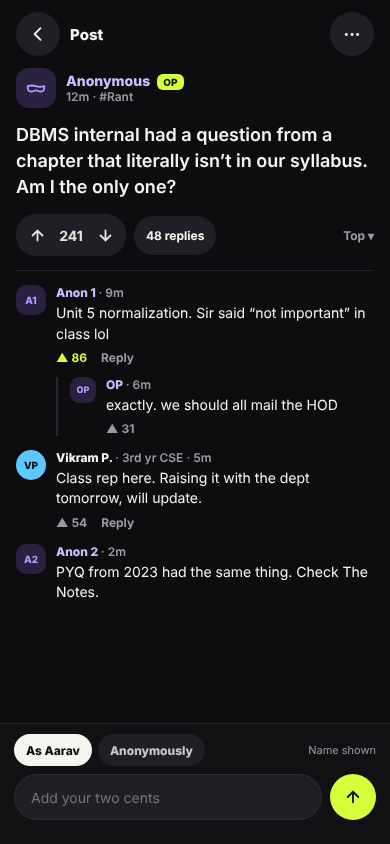 Post
Anonymous OP
12m · #Rant
DBMS internal had a question from a
chapter that literally isn’t in our syllabus.
Am I the only one?
241
48 replies
Top ▾
A1
Anon 1 · 9m
Unit 5 normalization. Sir said “not important” in
class lol
▲ 86 Reply
OP
OP · 6m
exactly. we should all mail the HOD
▲ 31
VP
Vikram P. · 3rd yr CSE · 5m
Class rep here. Raising it with the dept
tomorrow, will update.
▲ 54 Reply
A2
Anon 2 · 2m
PYQ from 2023 had the same thing. Check The
Notes.
As Aarav
Anonymously
Name shown
Add your two cents